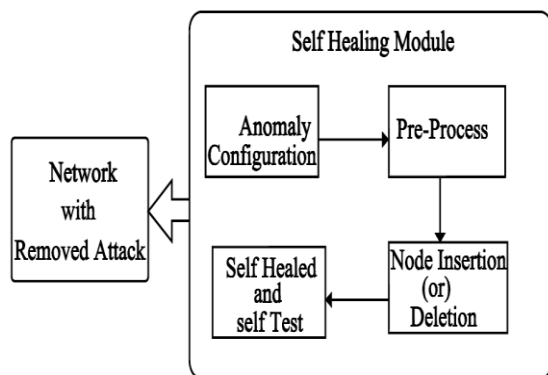 Self Healing Module
Anomaly
Configuration
Pre-Process
Network
with
Removed Attack
Self Healed
and
self Test
Node Insertion
(or)
Deletion